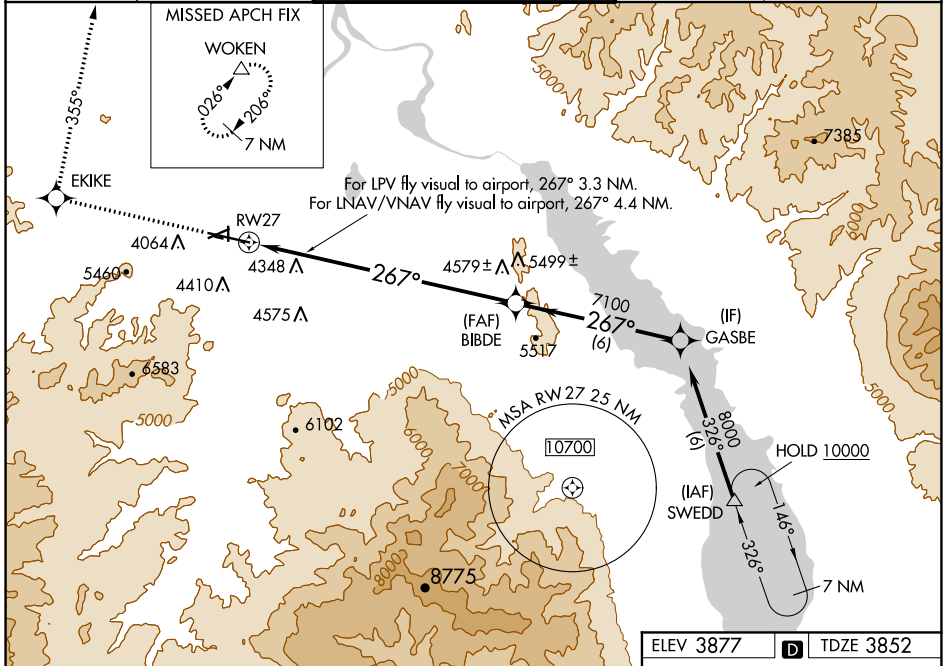 MISSED APCH FIX
WOKEN
026°
206°
7 NM
355°
EKIKE
5000
7385
5000
For LPV fly visual to airport, 267° 3.3 NM.
For LNAV/VNAV fly visual to airport, 267° 4.4 NM.
RW27
4064
4348
267°
4579±
5499±
5460
4410
4575
(FAF)
BIBDE
7100
267°
(6)
5517
(IF)
GASBE
6583
5000
5000
6102
6000
7000
MSA RW27 25 NM
10700
8000
326°
(6)
HOLD 10000
(IAF)
SWEDD
146°
326°
7 NM
5000
8000
8775
ELEV 3877
D
TDZE 3852